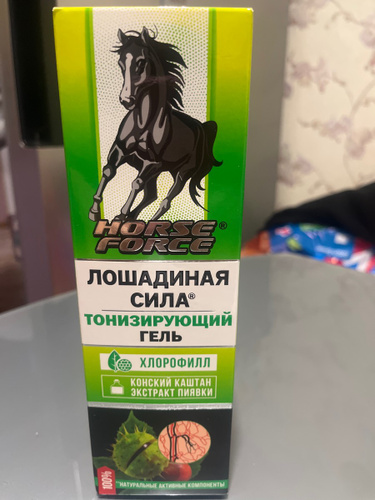 HORSE®
FORCE
ЛОШАДИНАЯ
СИЛА®
ТОНИЗИРУЮЩИЙ
ГЕЛЬ
ХЛОРОФИЛЛ
КОНСКИЙ КАШТАН
ЭКСТРАКТ ПИЯВКИ
100%
НАТУРАЛЬНЫЕ АКТИВНЫЕ КОМПОНЕНТЫ